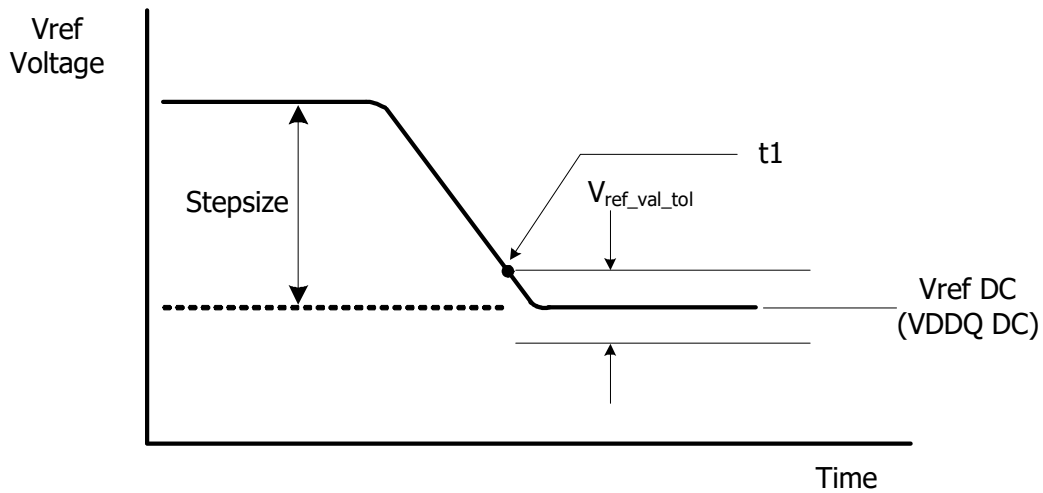 Vref
Voltage
t1
Vref_val_tol
Stepsize
Vref DC
(VDDQ DC)
Time